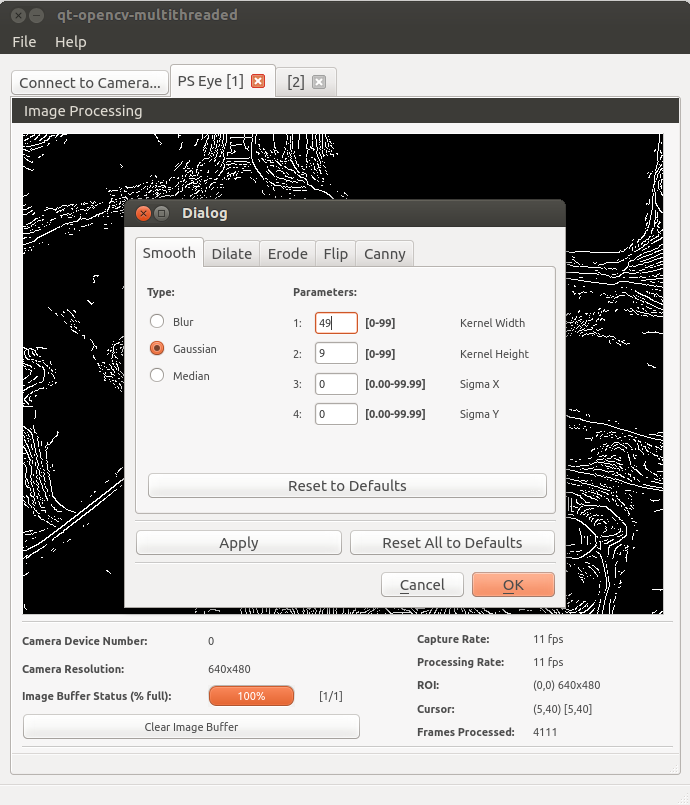 qt-opencv-multithreaded
File Help
Connect to Camera... PS Eye [1] [2]
Image Processing
Dialog
Smooth Dilate Erode Flip Canny
Type: Parameters:
Blur 1: 49 [0-99] Kernel Width
Gaussian 2: 9 [0-99] Kernel Height
Median 3: 0 [0.00-99.99] Sigma X
4: 0 [0.00-99.99] Sigma Y
Reset to Defaults
Apply Reset All to Defaults
Cancel OK
Camera Device Number: 0 Capture Rate: 11 fps
Camera Resolution: 640x480 Processing Rate: 11 fps
Image Buffer Status (% full): 100% [1/1] ROI: (0,0) 640x480
Clear Image Buffer Cursor: (5,40) [5,40]
Frames Processed: 4111